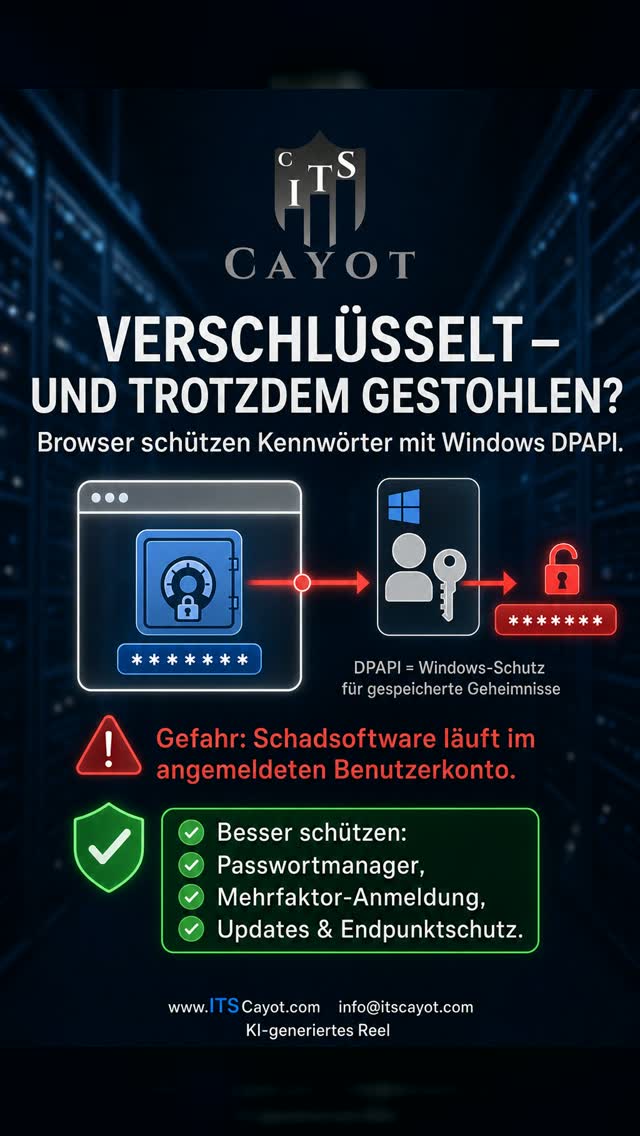 C ITS
CAYOT
VERSCHLÜSSELT –
UND TROTZDEM GESTOHLEN?
Browser schützen Kennwörter mit Windows DPAPI.
*******
*******
DPAPI = Windows-Schutz
für gespeicherte Geheimnisse
Gefahr: Schadsoftware läuft im
angemeldeten Benutzerkonto.
Besser schützen:
Passwortmanager,
Mehrfaktor-Anmeldung,
Updates & Endpunktschutz.
www.ITSCayot.com info@itscayot.com
KI-generiertes Reel